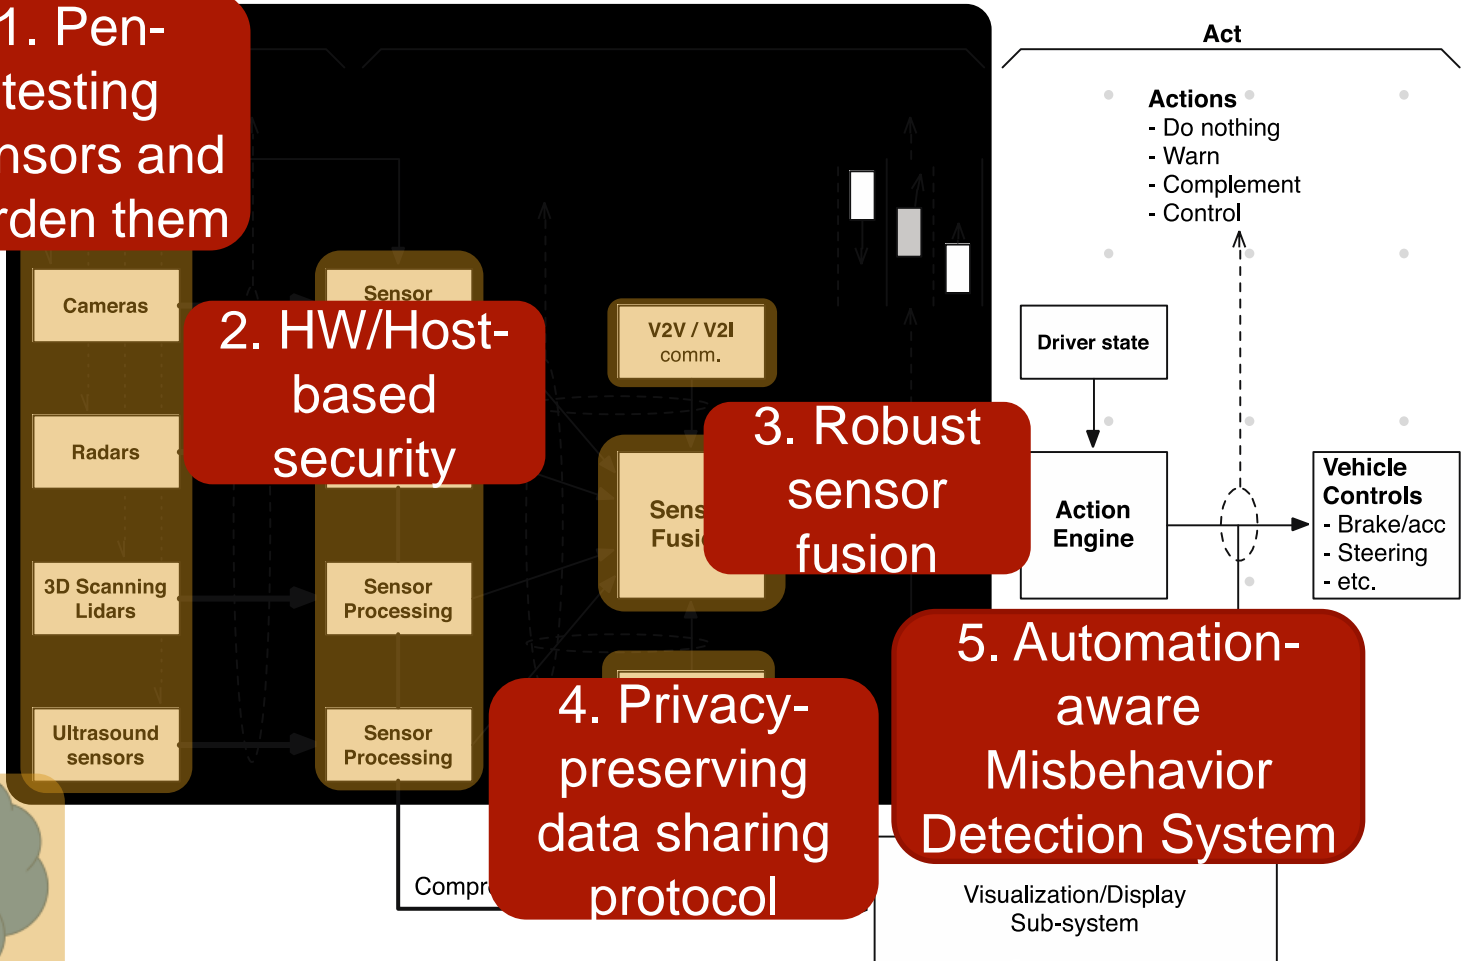 1. Pen-
testing
nsors and
rden them
Act
Actions
- Do nothing
- Warn
- Complement
- Control
Cameras
Sensor
2. HW/Host-
based
security
V2V / V2I
comm.
Driver state
Radars
3. Robust
sensor
fusion
Sens
Fusi
Action
Engine
Vehicle
Controls
- Brake/acc
- Steering
- etc.
3D Scanning
Lidars
Sensor
Processing
5. Automation-
aware
Misbehavior
Detection System
4. Privacy-
preserving
data sharing
protocol
Ultrasound
sensors
Sensor
Processing
Compr
Visualization/Display
Sub-system